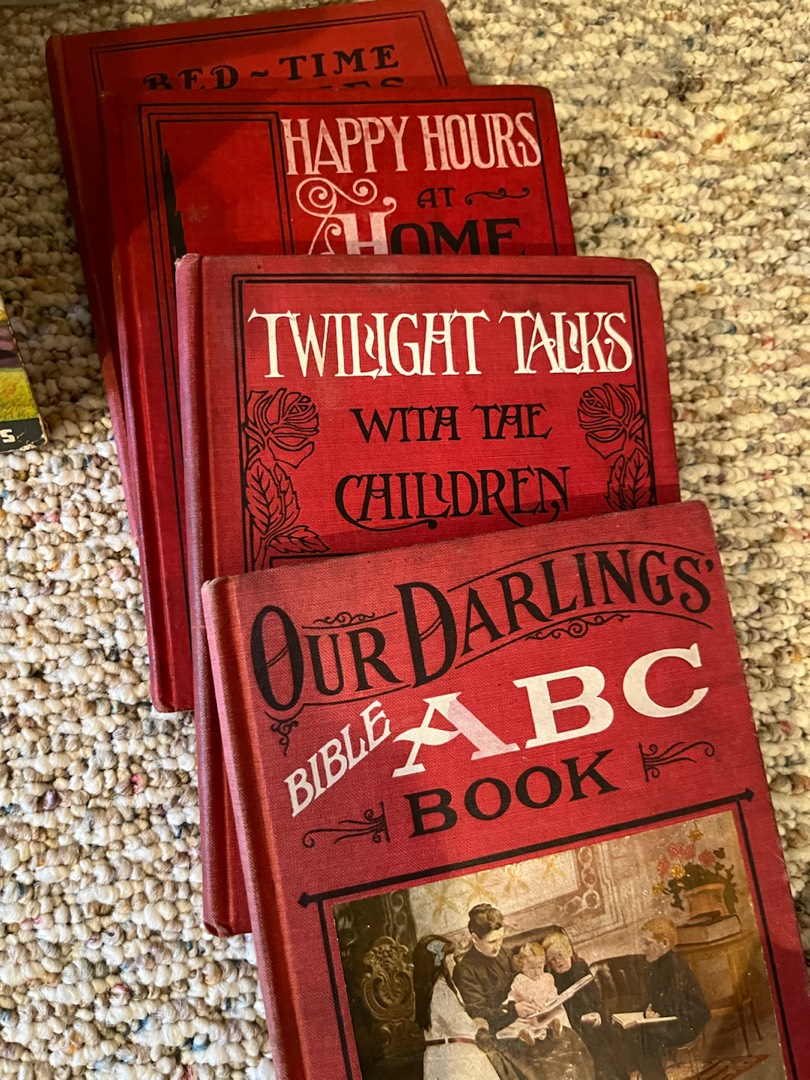 BED~TIME
HAPPY HOURS
AT
HOME
TWILIGHT TALKS
WITH THE
CHILDREN
OUR DARLINGS'
BIBLE ABC
BOOK
S